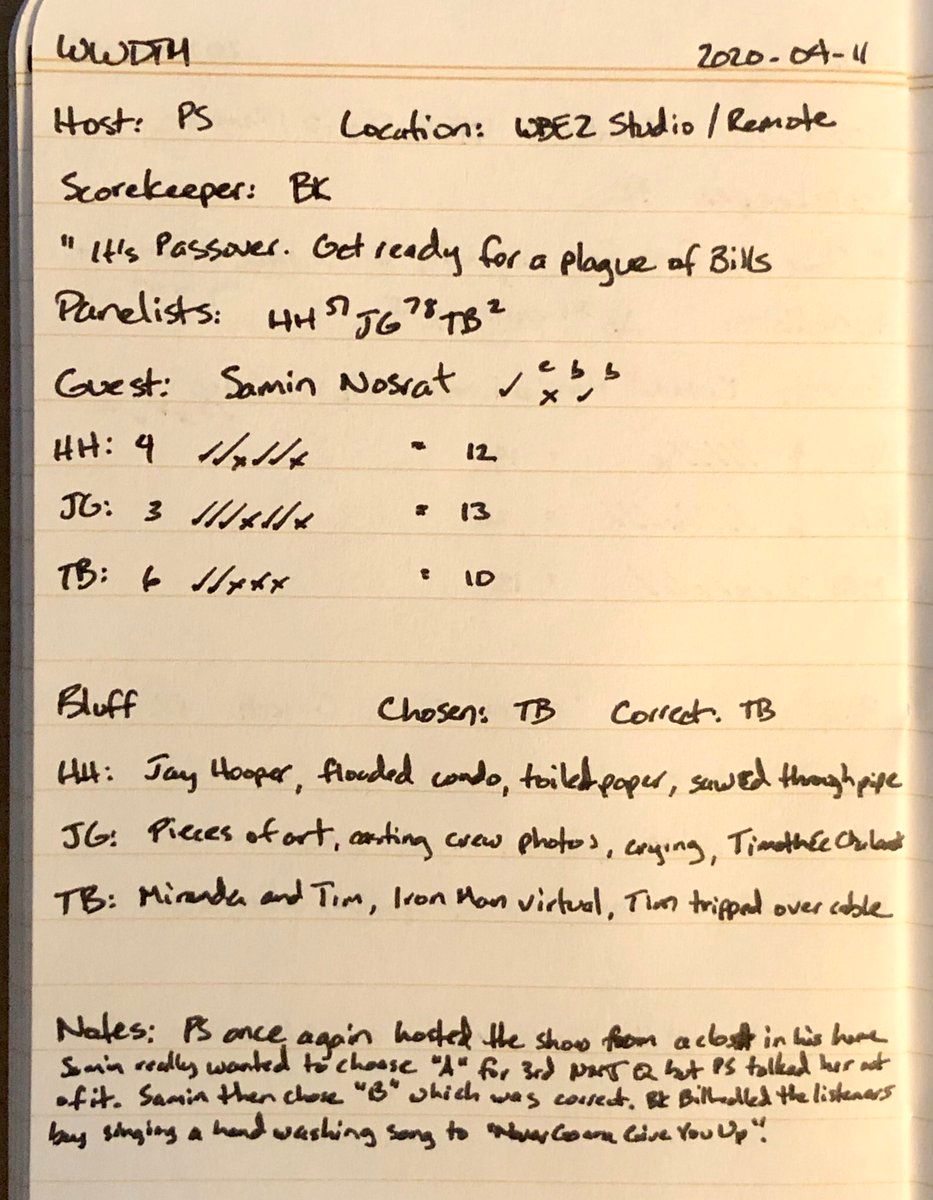 WWDTM 2020-04-11
Host: PS Location: WBEZ Studio / Remote
Scorekeeper: BK
" It's Passover. Get ready for a plague of Bills
Panelists: HH 57 JG 78 TB 2
Guest: Samin Nosrat ✓ c x b ✓ b
HH: 4 ✓✓x✓✓x = 12
JG: 3 ✓✓✓x✓✓x = 13
TB: 6 ✓✓xxx = 10
Bluff Chosen: TB Correct: TB
HH: Jay Hooper, flooded condo, toilet paper, sawed through pipe
JG: Pieces of art, casting crew photos, crying, Timothée
TB: Miranda and Tim, Iron Man virtual, Tim tripped over cable
Notes: PS once again hosted the show from a closet in his home
Samin really wanted to choose "A" for 3rd NMJ Q but PS talked her out
of it. Samin then chose "B" which was correct. BK the listeners
buy singing a hand washing song to "Never Gonna Give You Up".